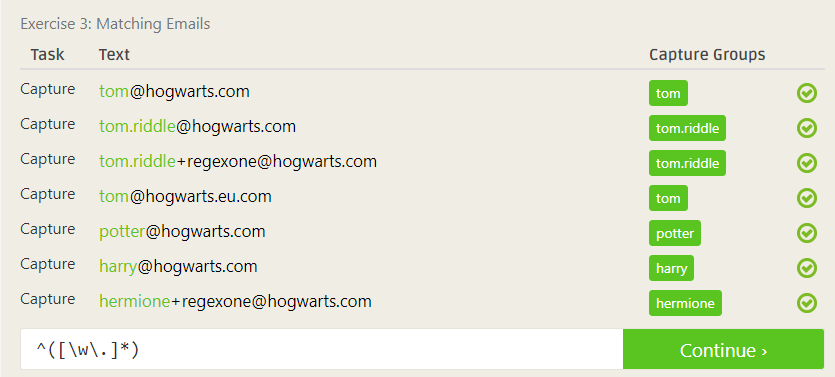 Exercise 3: Matching Emails
Task Text Capture Groups
Capture tom@hogwarts.com tom
Capture tom.riddle@hogwarts.com tom.riddle
Capture tom.riddle+regexone@hogwarts.com tom.riddle
Capture tom@hogwarts.eu.com tom
Capture potter@hogwarts.com potter
Capture harry@hogwarts.com harry
Capture hermione+regexone@hogwarts.com hermione
^([\w\.]*) Continue ›